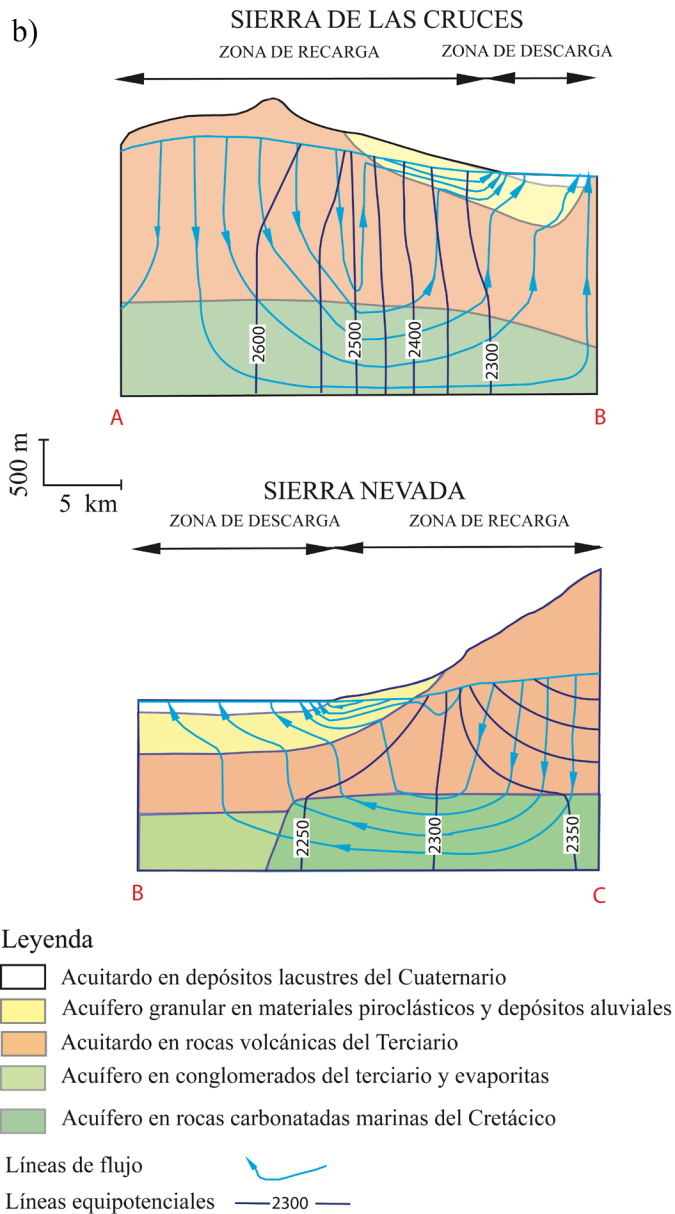 b)
SIERRA DE LAS CRUCES
ZONA DE RECARGA
ZONA DE DESCARGA
2600
2500
2400
2300
A
B
500 m
5 km
SIERRA NEVADA
ZONA DE DESCARGA
ZONA DE RECARGA
2250
2300
2350
B
C
Leyenda
Acuitardo en depósitos lacustres del Cuaternario
Acuífero granular en materiales piroclásticos y depósitos aluviales
Acuitardo en rocas volcánicas del Terciario
Acuífero en conglomerados del terciario y evaporitas
Acuífero en rocas carbonatadas marinas del Cretácico
Líneas de flujo
Líneas equipotenciales
2300